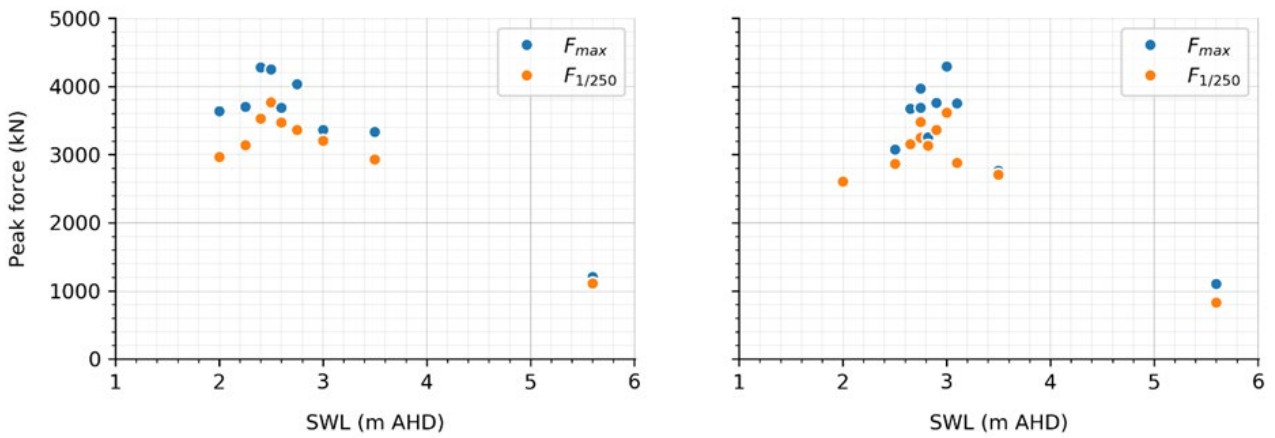 5000
4000
3000
2000
1000
0
Peak force (kN)
1 2 3 4 5 6
SWL (m AHD)
F_max
F_1/250
1 2 3 4 5 6
SWL (m AHD)
F_max
F_1/250